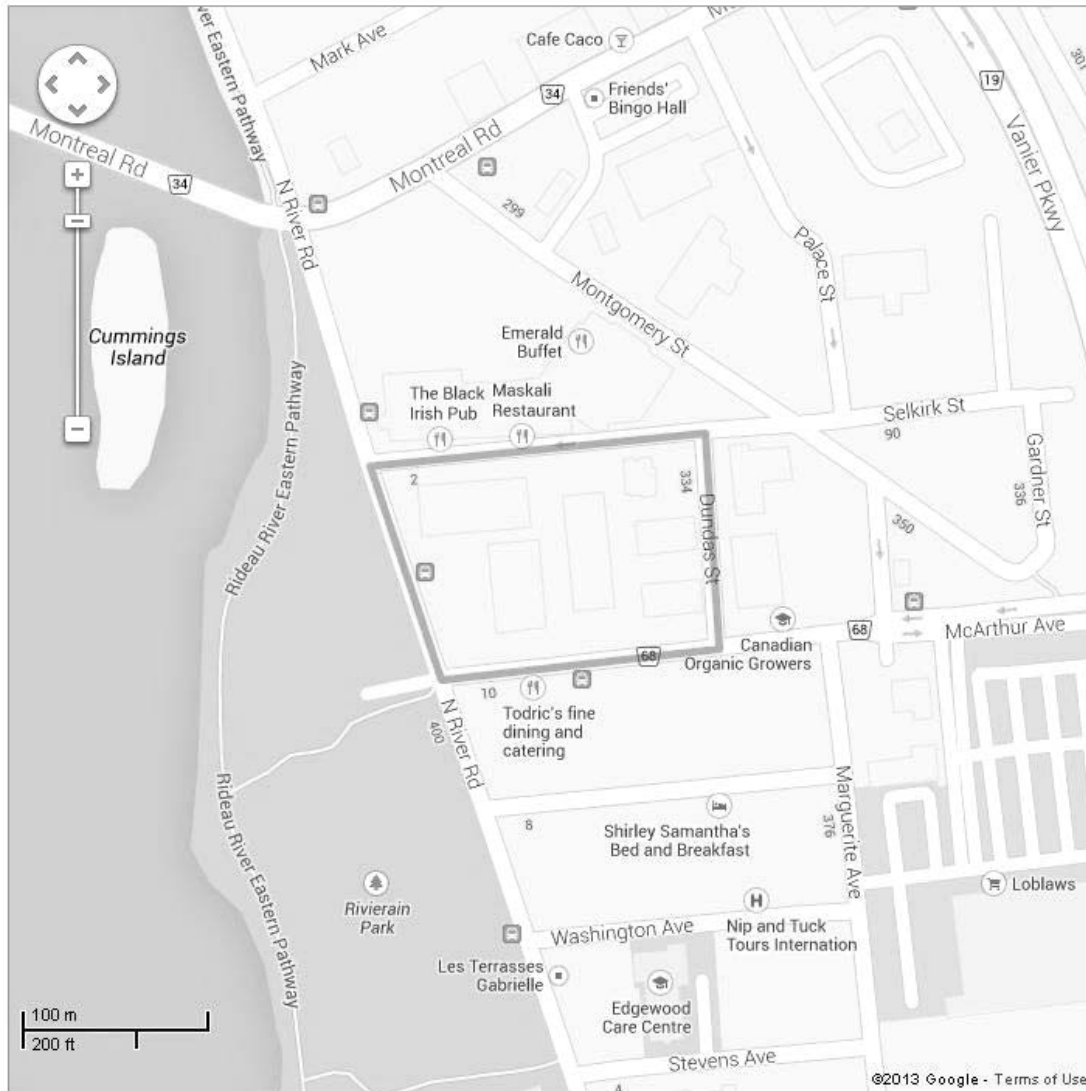 Mark Ave
Cafe Caco
301
River Eastern Pathway
34
Friends'
Bingo Hall
19
Vanier Pkwy
Montreal Rd
34
Montreal Rd
N River Rd
299
Palace St
Montgomery St
Cummings
Island
Emerald
Buffet
Rideau River Eastern Pathway
The Black
Irish Pub
Maskali
Restaurant
Selkirk St
90
Gardner St
336
2
334
Dundas St
350
68
McArthur Ave
68
Canadian
Organic Growers
10
Todric's fine
dining and
catering
N River Rd
400
Rideau River Eastern Pathway
8
Shirley Samantha's
Bed and Breakfast
Marguerite Ave
376
Rivierain
Park
H
Loblaws
Washington Ave
Nip and Tuck
Tours Internation
Les Terrasses
Gabrielle
Edgewood
Care Centre
100 m
200 ft
Stevens Ave
4
©2013 Google - Terms of Use